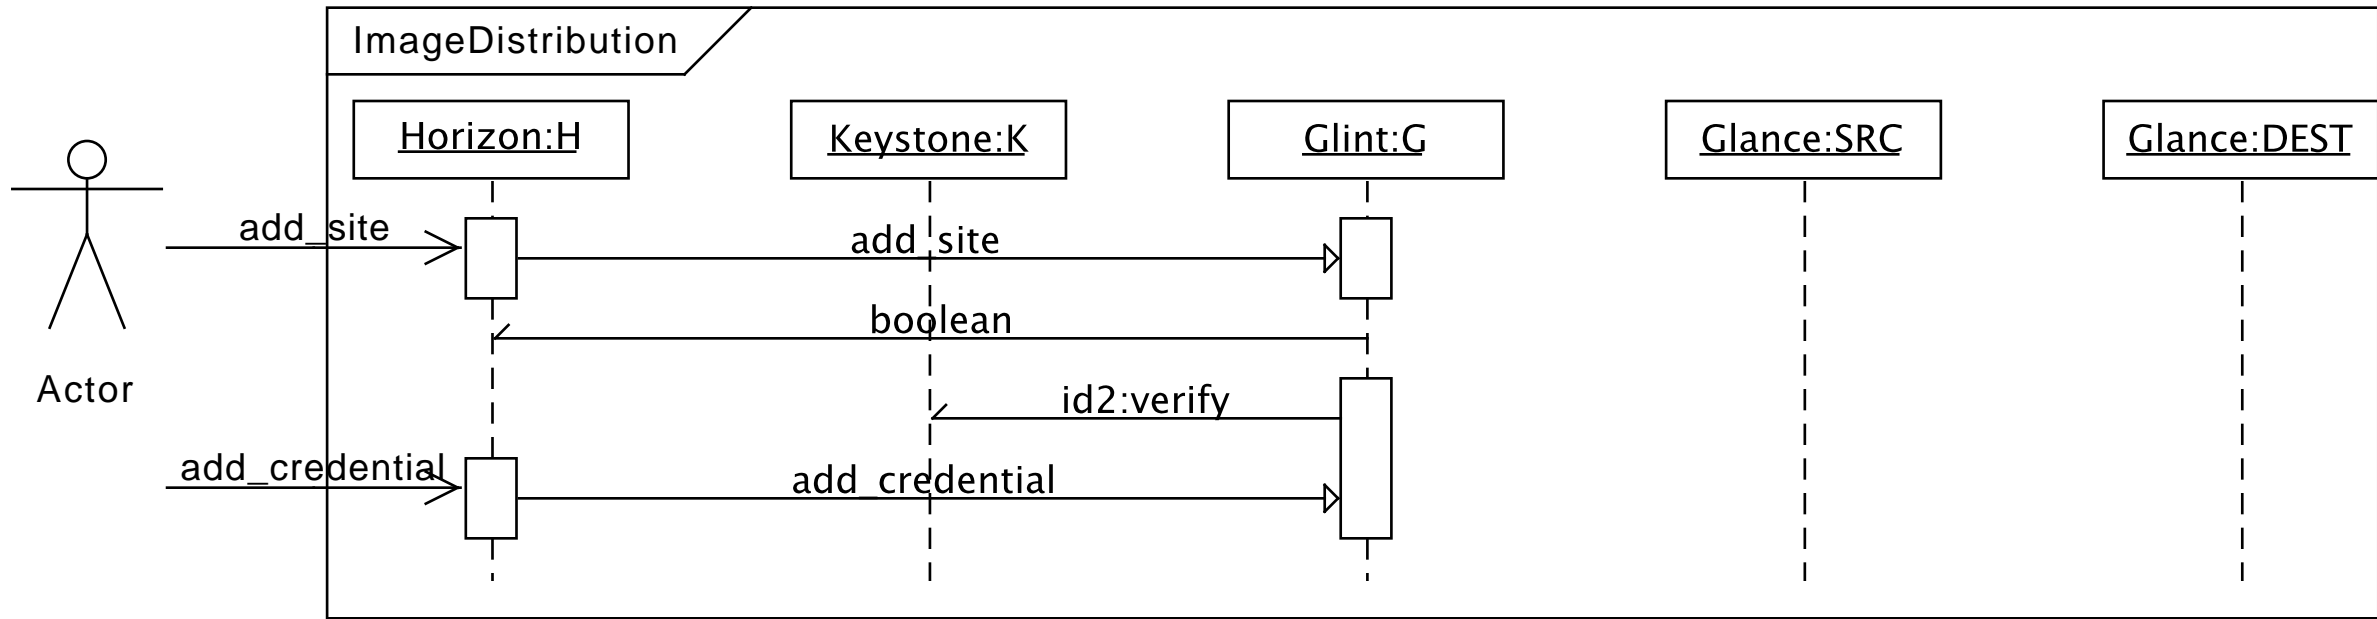 ImageDistribution
Horizon:H
Keystone:K
Glint:G
Glance:SRC
Glance:DEST
add_site
add_site
boolean
id2:verify
Actor
add_credential
add_credential